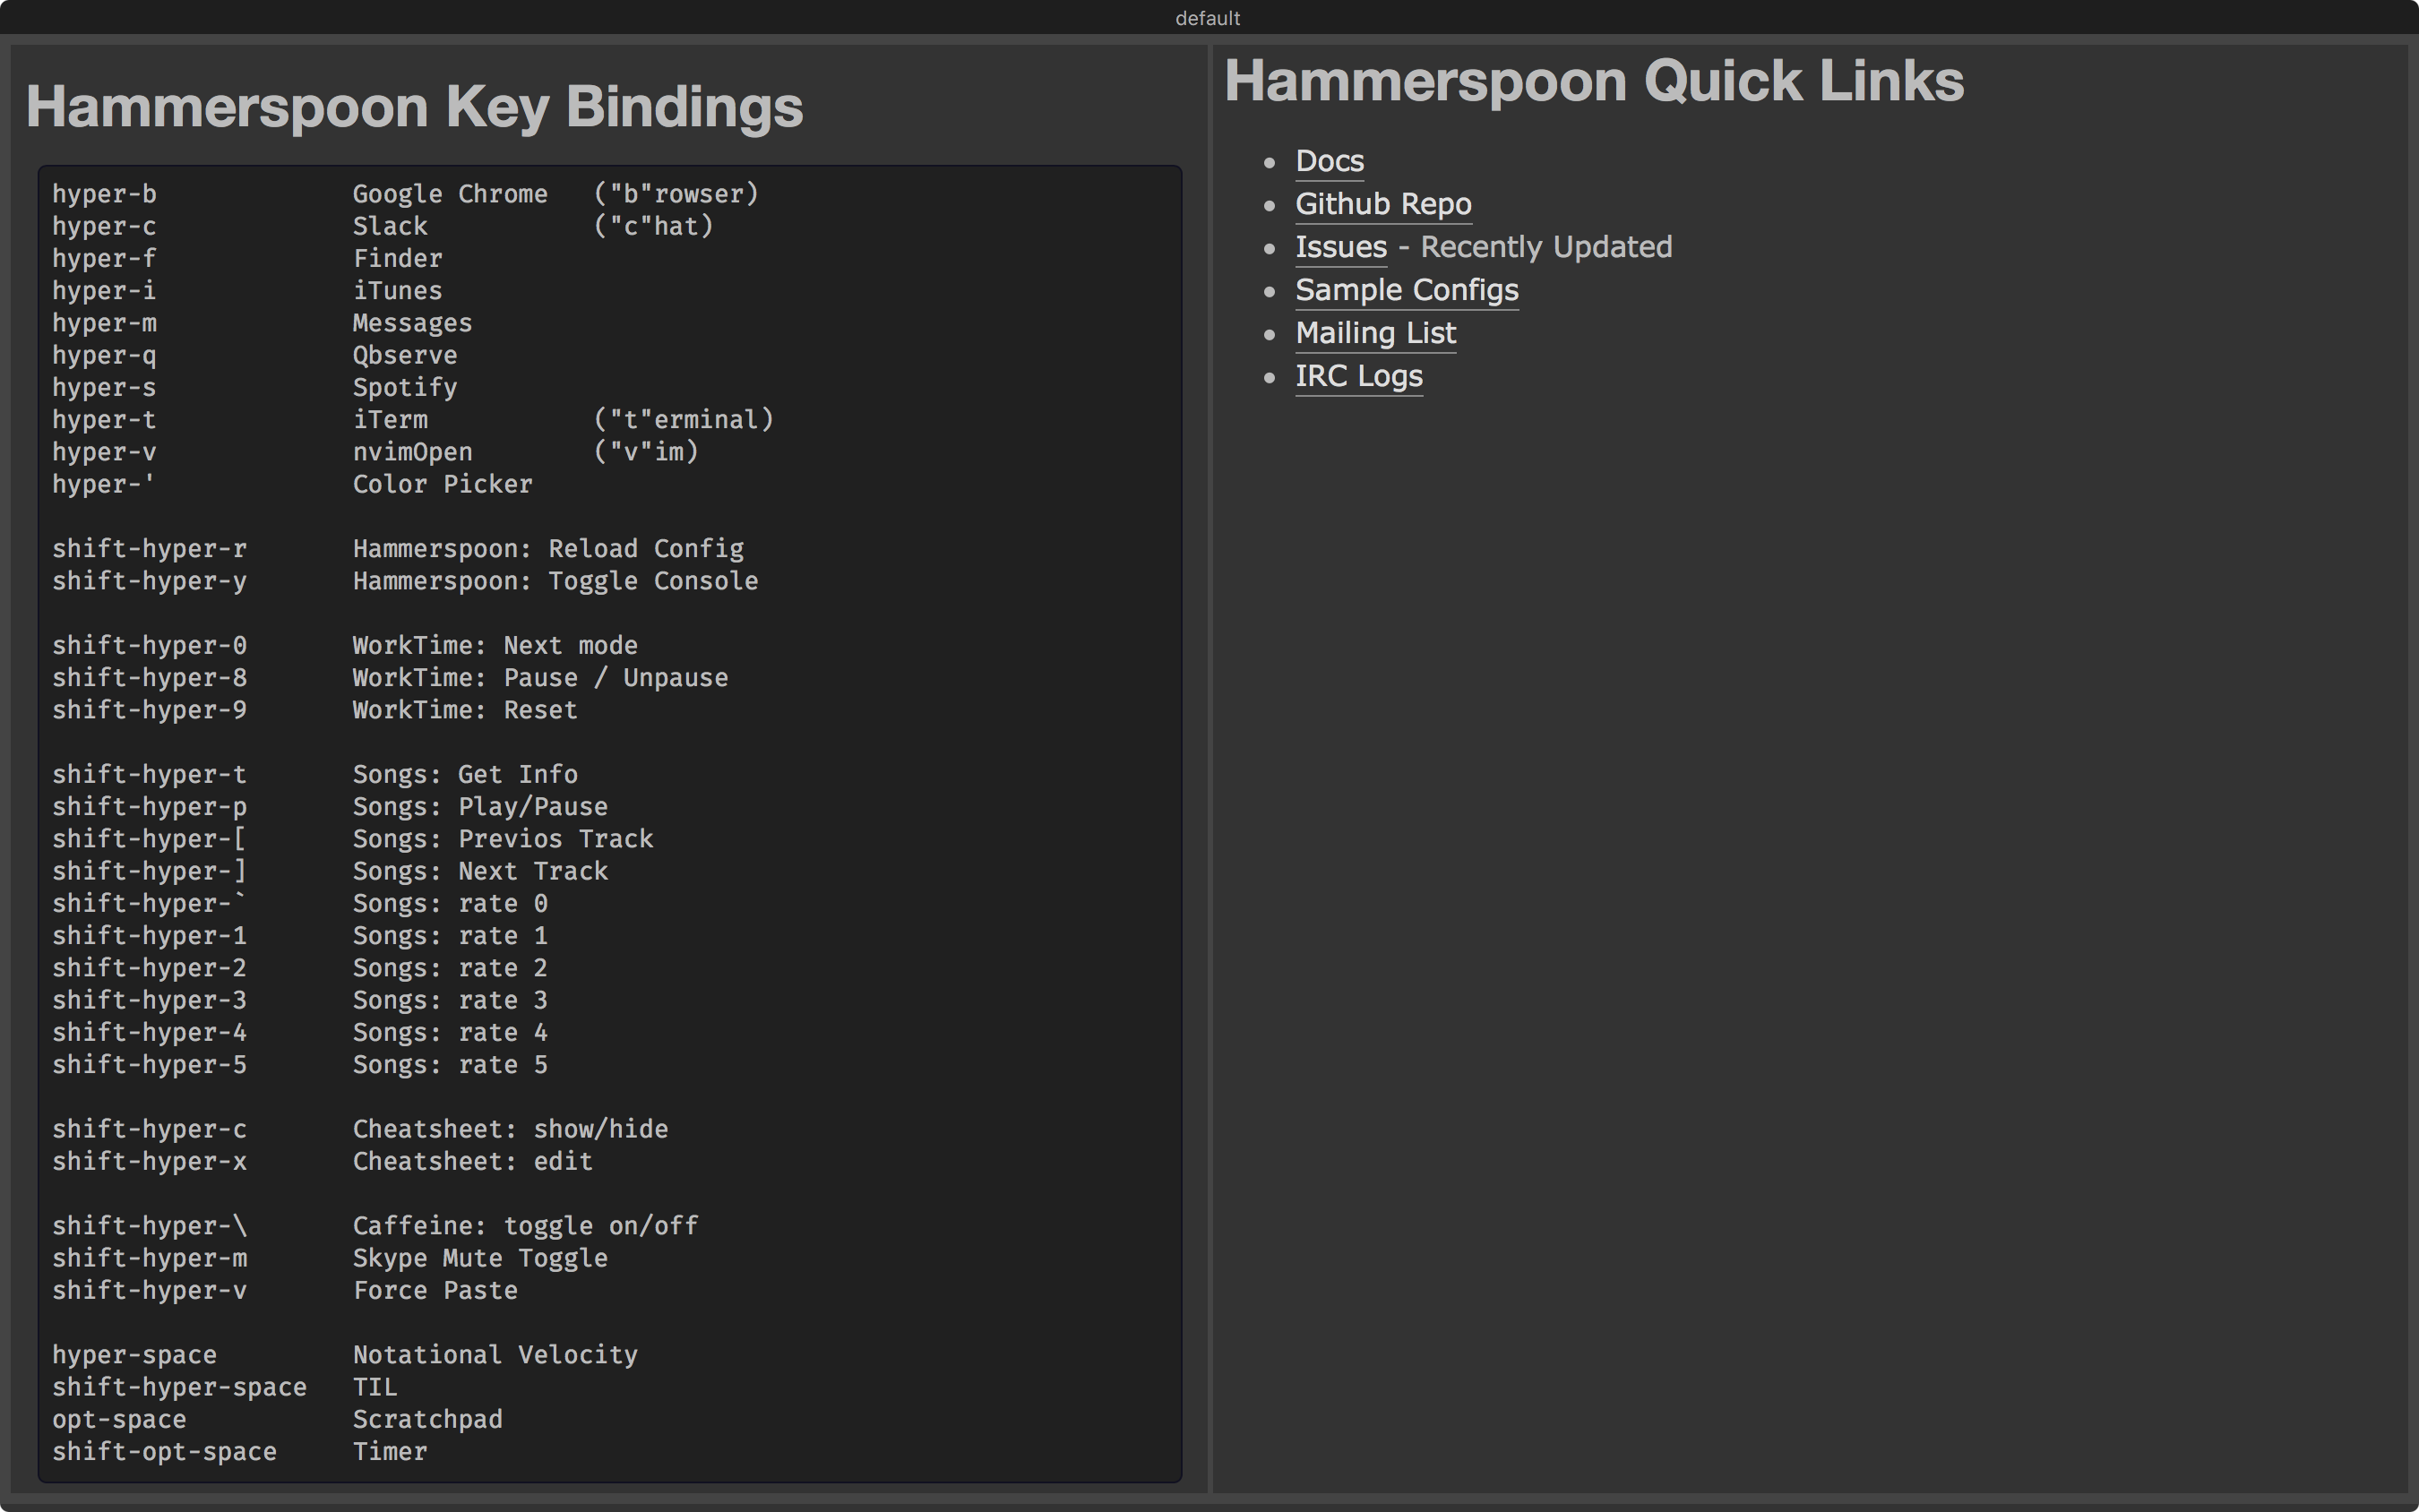 default
Hammerspoon Key Bindings
hyper-b             Google Chrome   ("b"rowser)
hyper-c             Slack           ("c"hat)
hyper-f             Finder
hyper-i             iTunes
hyper-m             Messages
hyper-q             Qbserve
hyper-s             Spotify
hyper-t             iTerm           ("t"erminal)
hyper-v             nvimOpen        ("v"im)
hyper-'             Color Picker
shift-hyper-r       Hammerspoon: Reload Config
shift-hyper-y       Hammerspoon: Toggle Console
shift-hyper-0       WorkTime: Next mode
shift-hyper-8       WorkTime: Pause / Unpause
shift-hyper-9       WorkTime: Reset
shift-hyper-t       Songs: Get Info
shift-hyper-p       Songs: Play/Pause
shift-hyper-[       Songs: Previos Track
shift-hyper-]       Songs: Next Track
shift-hyper-`       Songs: rate 0
shift-hyper-1       Songs: rate 1
shift-hyper-2       Songs: rate 2
shift-hyper-3       Songs: rate 3
shift-hyper-4       Songs: rate 4
shift-hyper-5       Songs: rate 5
shift-hyper-c       Cheatsheet: show/hide
shift-hyper-x       Cheatsheet: edit
shift-hyper-\       Caffeine: toggle on/off
shift-hyper-m       Skype Mute Toggle
shift-hyper-v       Force Paste
hyper-space         Notational Velocity
shift-hyper-space   TIL
opt-space           Scratchpad
shift-opt-space     Timer
Hammerspoon Quick Links
• Docs
• Github Repo
• Issues - Recently Updated
• Sample Configs
• Mailing List
• IRC Logs